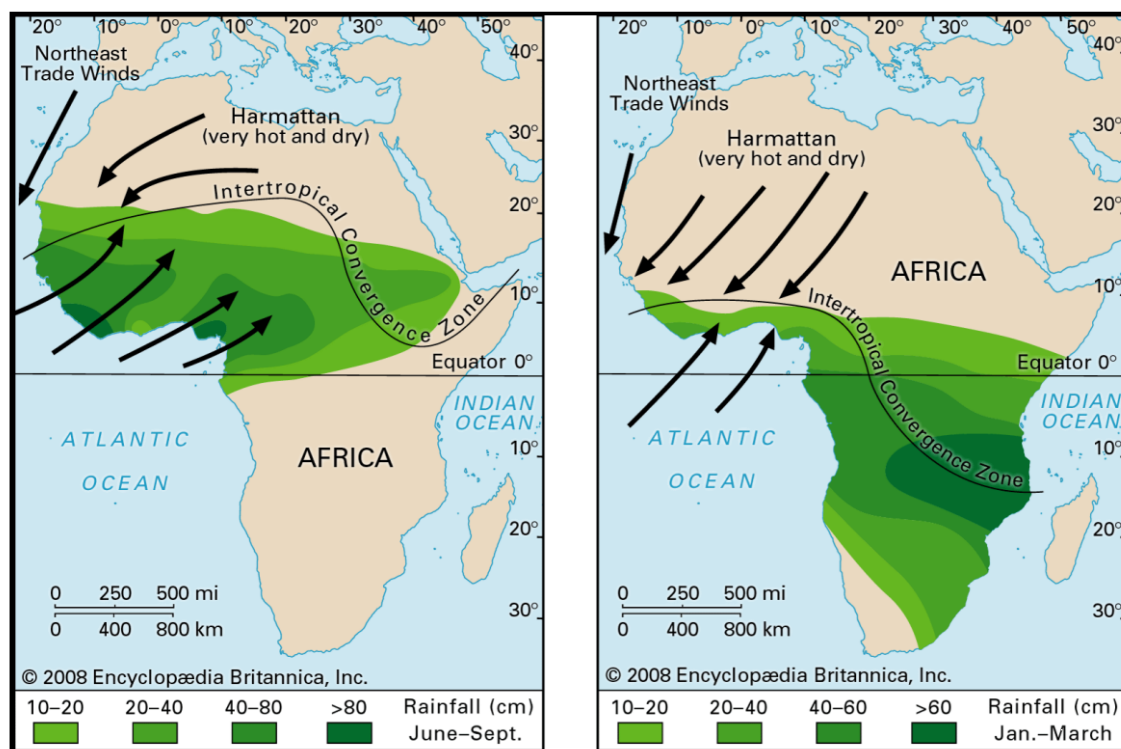 20° 10° 0° 10° 20° 30° 40° 50°
Northeast
Trade Winds
40°
Harmattan
(very hot and dry)
30°
Intertropical Convergence Zone
20°
10°
Equator 0°
INDIAN
OCEAN
ATLANTIC
OCEAN
AFRICA
10°
20°
0 250 500 mi
0 400 800 km
30°
© 2008 Encyclopædia Britannica, Inc.
10–20 20–40 40–80 >80 Rainfall (cm)
June–Sept.
20° 10° 0° 10° 20° 30° 40° 50°
40°
Northeast
Trade Winds
Harmattan
(very hot and dry)
30°
20°
AFRICA
10°
Intertropical Convergence Zone
Equator 0°
INDIAN
OCEAN
ATLANTIC
OCEAN
10°
20°
0 250 500 mi
0 400 800 km
30°
© 2008 Encyclopædia Britannica, Inc.
10–20 20–40 40–60 >60 Rainfall (cm)
Jan.–March